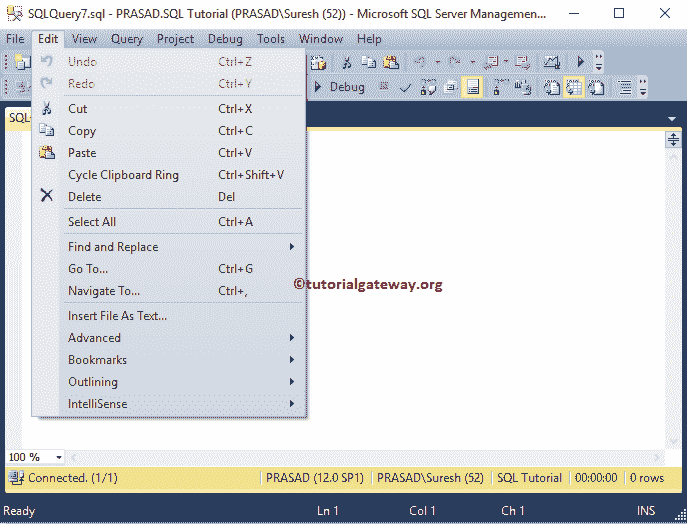 SQLQuery7.sql - PRASAD.SQL Tutorial (PRASAD\Suresh (52)) - Microsoft SQL Server Managemen...
File Edit View Query Project Debug Tools Window Help
Undo Ctrl+Z
Redo Ctrl+Y
Debug
Cut Ctrl+X
SQL
Copy Ctrl+C
Paste Ctrl+V
Cycle Clipboard Ring Ctrl+Shift+V
Delete Del
Select All Ctrl+A
Find and Replace
Go To... Ctrl+G
©tutorialgateway.org
Navigate To... Ctrl+,
Insert File As Text...
Advanced
Bookmarks
Outlining
IntelliSense
100 %
Connected. (1/1) PRASAD (12.0 SP1) PRASAD\Suresh (52) SQL Tutorial 00:00:00 0 rows
Ready Ln 1 Col 1 Ch 1 INS